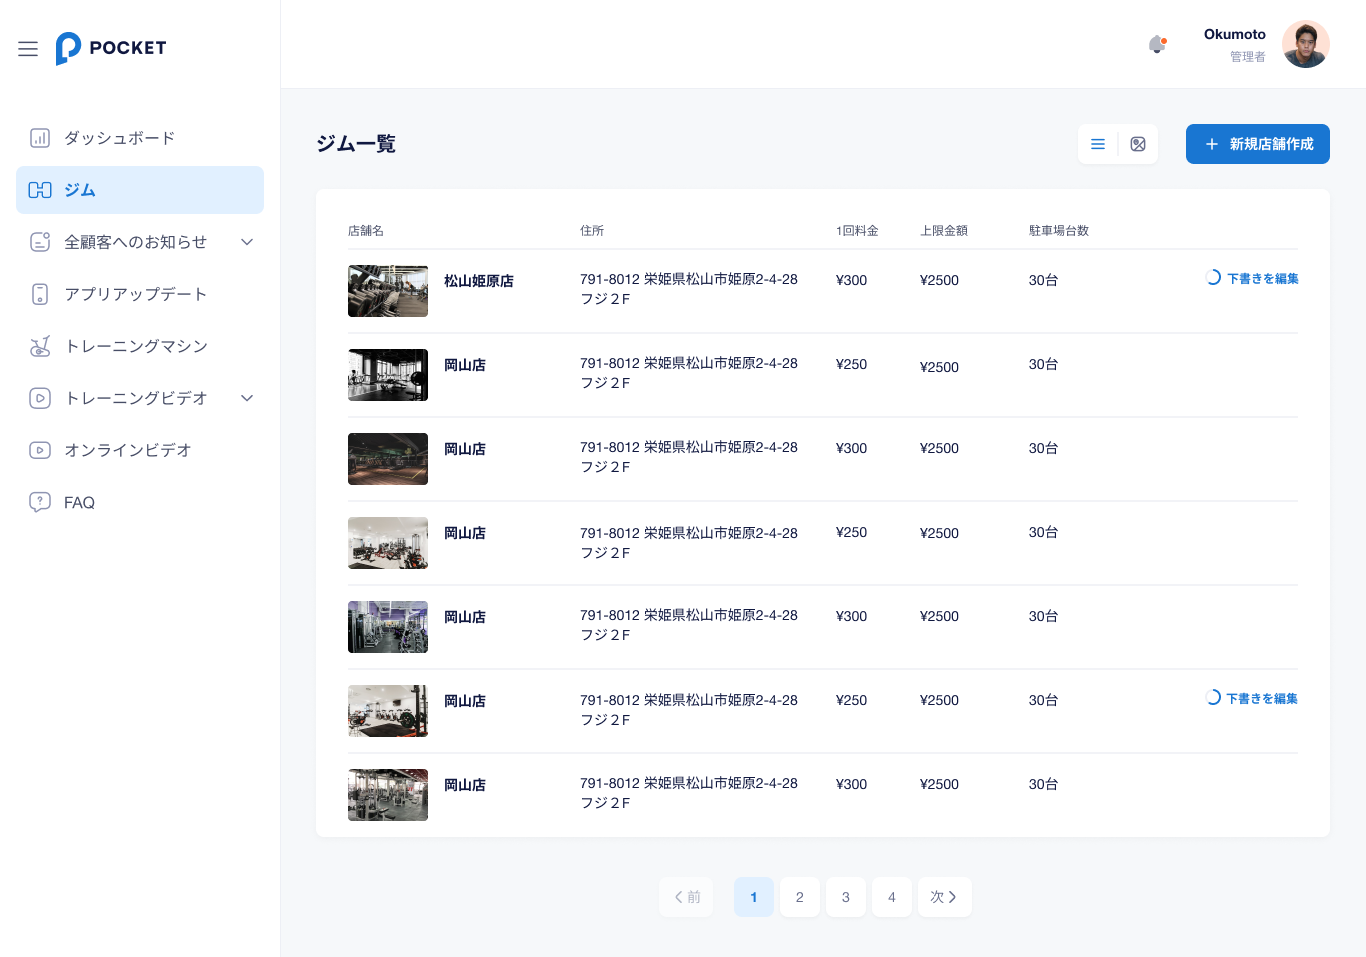 POCKET
Okumoto
管理者
ダッシュボード
ジム
全顧客へのお知らせ
アプリアップデート
トレーニングマシン
トレーニングビデオ
オンラインビデオ
FAQ
ジム一覧
新規店舗作成
店舗名 住所 1回料金 上限金額 駐車場台数
松山姫原店 791-8012 栄姫県松山市姫原2-4-28 ¥300 ¥2500 30台 下書きを編集
フジ２F
岡山店 791-8012 栄姫県松山市姫原2-4-28 ¥250 ¥2500 30台
フジ２F
岡山店 791-8012 栄姫県松山市姫原2-4-28 ¥300 ¥2500 30台
フジ２F
岡山店 791-8012 栄姫県松山市姫原2-4-28 ¥250 ¥2500 30台
フジ２F
岡山店 791-8012 栄姫県松山市姫原2-4-28 ¥300 ¥2500 30台
フジ２F
岡山店 791-8012 栄姫県松山市姫原2-4-28 ¥250 ¥2500 30台 下書きを編集
フジ２F
岡山店 791-8012 栄姫県松山市姫原2-4-28 ¥300 ¥2500 30台
フジ２F
前 1 2 3 4 次